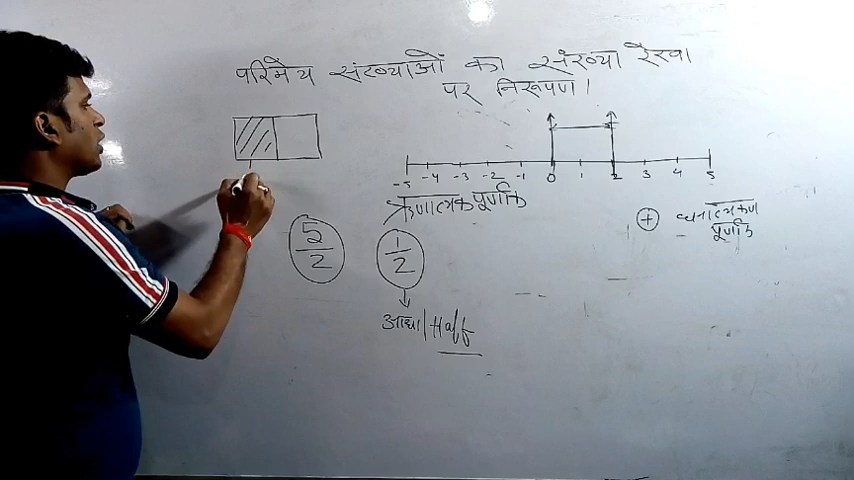 परिमेय संख्याओं का संख्या रेखा
पर निरूपण।
-5 -4 -3 -2 -1 0 1 2 3 4 5
ऋणात्मक पूर्णांक
+ धनात्मक
पूर्णांक
5/2
1/2
आधा/Half